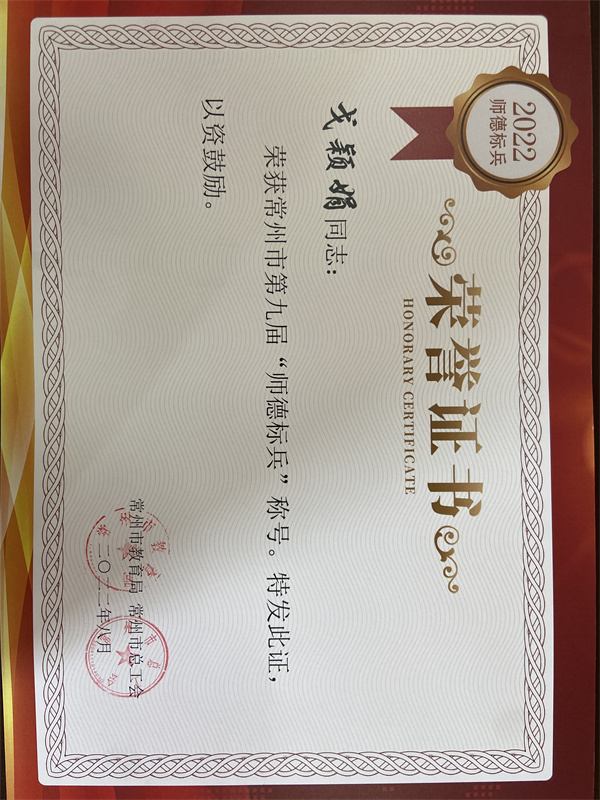 2022
师德标兵
荣誉证书
HONORARY CERTIFICATE
戈颖娟同志：
荣获常州市第九届“师德标兵”称号。特发此证，
以资鼓励。
常州市教育局 常州市总工会
二〇二二年八月